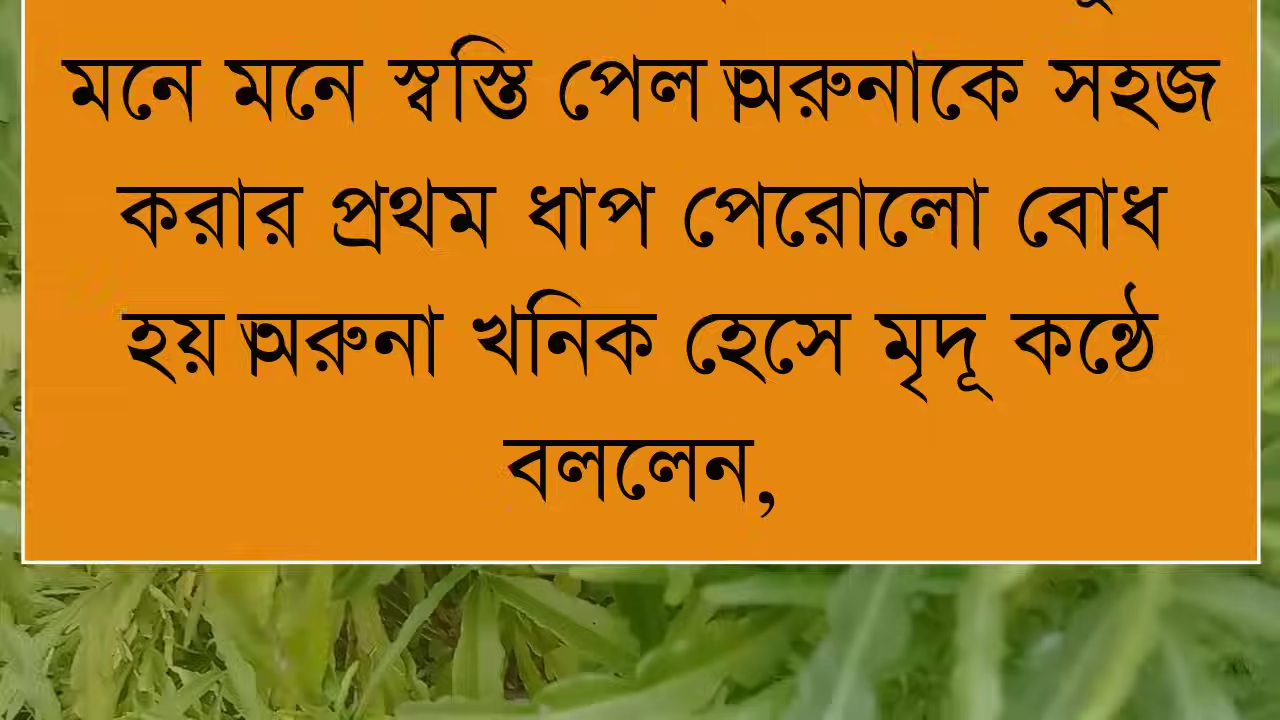 মনে মনে স্বস্তি পেল।অরুনাকে সহজ
করার প্রথম ধাপ পেরোলো বোধ
হয়।অরুনা খনিক হেসে মৃদূ কন্ঠে
বললেন,